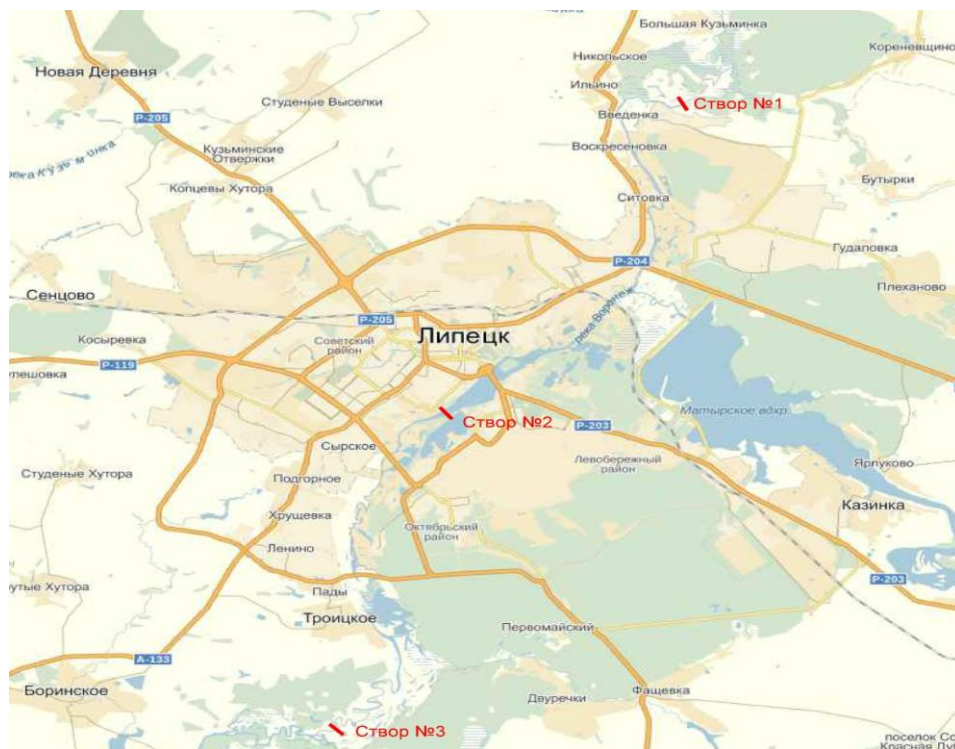 Большая Кузьминка
Никольское
Кореневщино
Новая Деревня
Ильино
Студеные Выселки
Створ №1
Р-205
Введенка
Кузьминские
Отвержки
Воскресеновка
Копцевы Хутора
Бутырки
Ситовка
Гудаловка
Р-204
Сенцово
Плеханово
река Воронеж
Р-205
Липецк
Косыревка
Советский
район
Р-119
Матырское вдхр.
Створ №2
Р-203
Сырское
Левобережный
район
Ярлуково
Студеные Хутора
Подгорное
Казинка
Хрущевка
Октябрьский
район
Ленино
Р-203
Пады
Троицкое
Первомайский
А-133
Боринское
Двуречки
Фащевка
Створ №3
поселок